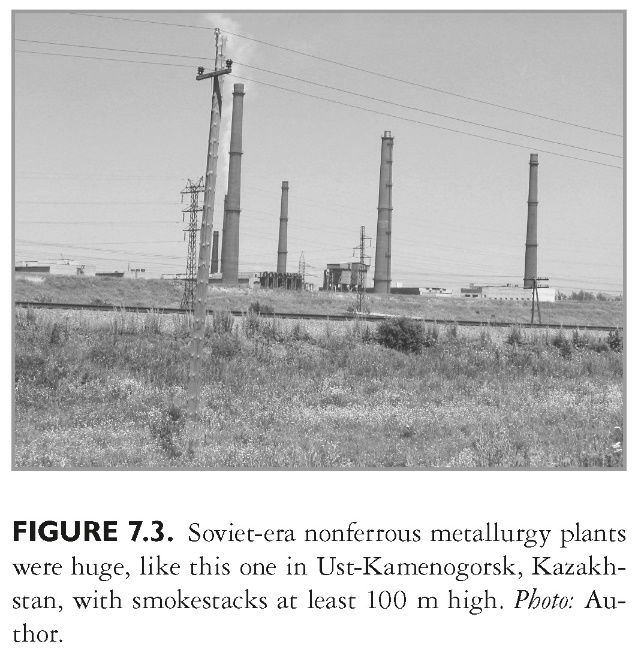 FIGURE 7.3. Soviet-era nonferrous metallurgy plants
were huge, like this one in Ust-Kamenogorsk, Kazakh-
stan, with smokestacks at least 100 m high. Photo: Au-
thor.